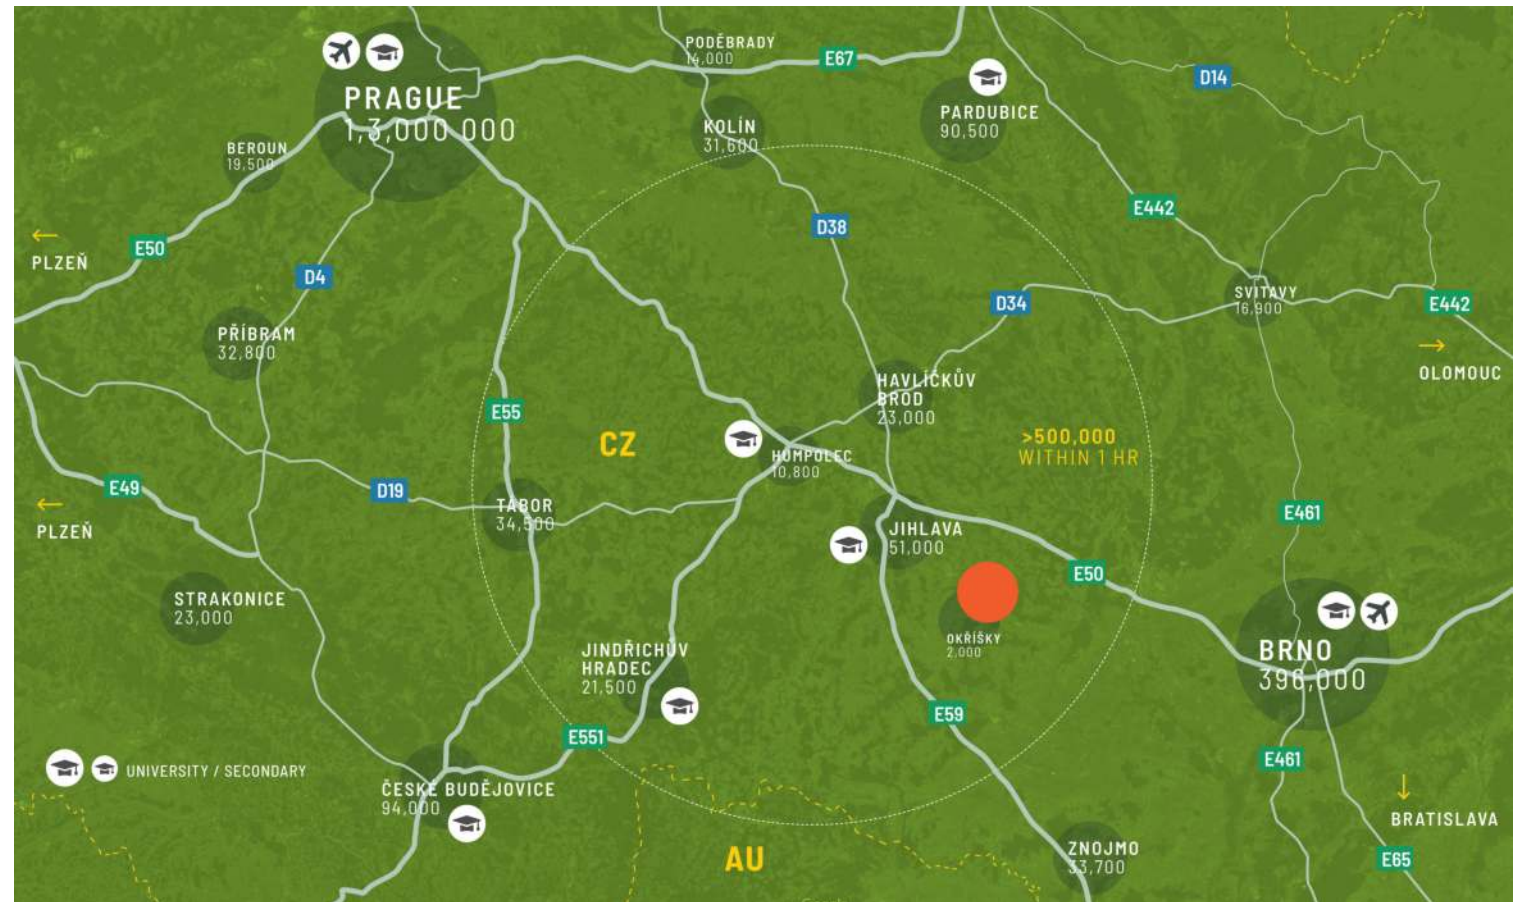 PODĚBRADY
14,000
E67
D14
PRAGUE
1,3,000 000
PARDUBICE
90,500
KOLÍN
31,600
BEROUN
19,500
E442
D38
E50
PLZEŇ
D4
SVITAVY
16,900
D34
E442
PŘÍBRAM
32,800
OLOMOUC
HAVLÍČKŮV
BROD
23,000
E55
CZ
>500,000
WITHIN 1 HR
HUMPOLEC
10,800
E49
D19
PLZEŇ
TÁBOR
34,500
E461
JIHLAVA
51,000
E50
STRAKONICE
23,000
OKŘÍŠKY
2,000
JINDŘICHŮV
HRADEC
21,500
BRNO
396,000
E59
E551
E461
UNIVERSITY / SECONDARY
ČESKÉ BUDĚJOVICE
94,000
BRATISLAVA
AU
ZNOJMO
33,700
E65